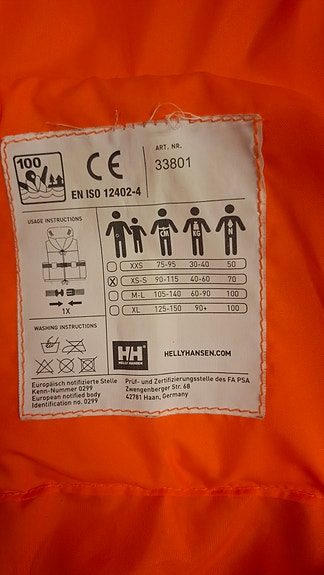 100
CE
EN ISO 12402-4
ART. NR.
33801
USAGE INSTRUCTIONS
1X
CM KG N
XXS 75-95 30-40 50
XS-S 90-115 40-60 70
M-L 105-140 60-90 100
XL 125-150 90+ 100
WASHING INSTRUCTIONS
HH
HELLY HANSEN
HELLYHANSEN.COM
Europäisch notifizierte Stelle
Kenn-Nummer 0299
European notified body
Identification no. 0299
Prüf- und Zertifizierungsstelle des FA PSA
Zwengenberger Str. 68
42781 Haan, Germany